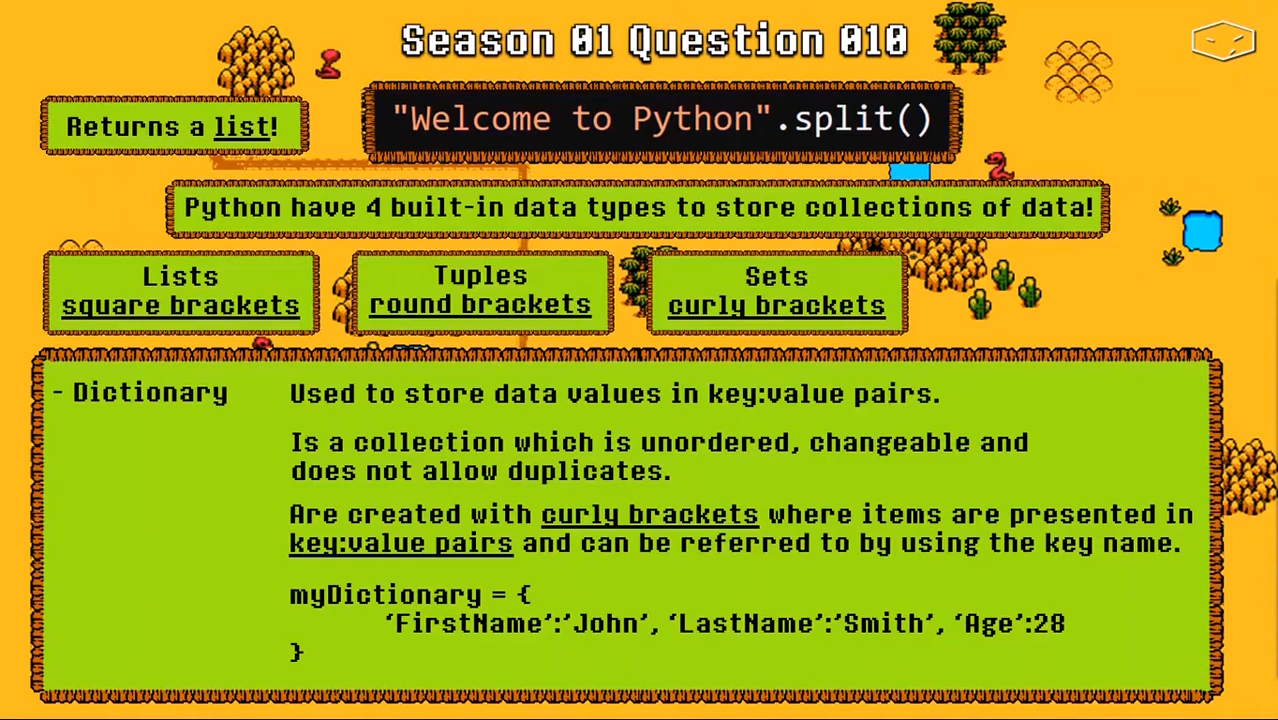 Season 01 Question 010
Returns a list!
"Welcome to Python".split()
Python have 4 built-in data types to store collections of data!
Lists
square brackets
Tuples
round brackets
Sets
curly brackets
- Dictionary
Used to store data values in key:value pairs.
Is a collection which is unordered, changeable and
does not allow duplicates.
Are created with curly brackets where items are presented in
key:value pairs and can be referred to by using the key name.
myDictionary = {
‘FirstName’:’John’, ‘LastName’:’Smith’, ‘Age’:28
}